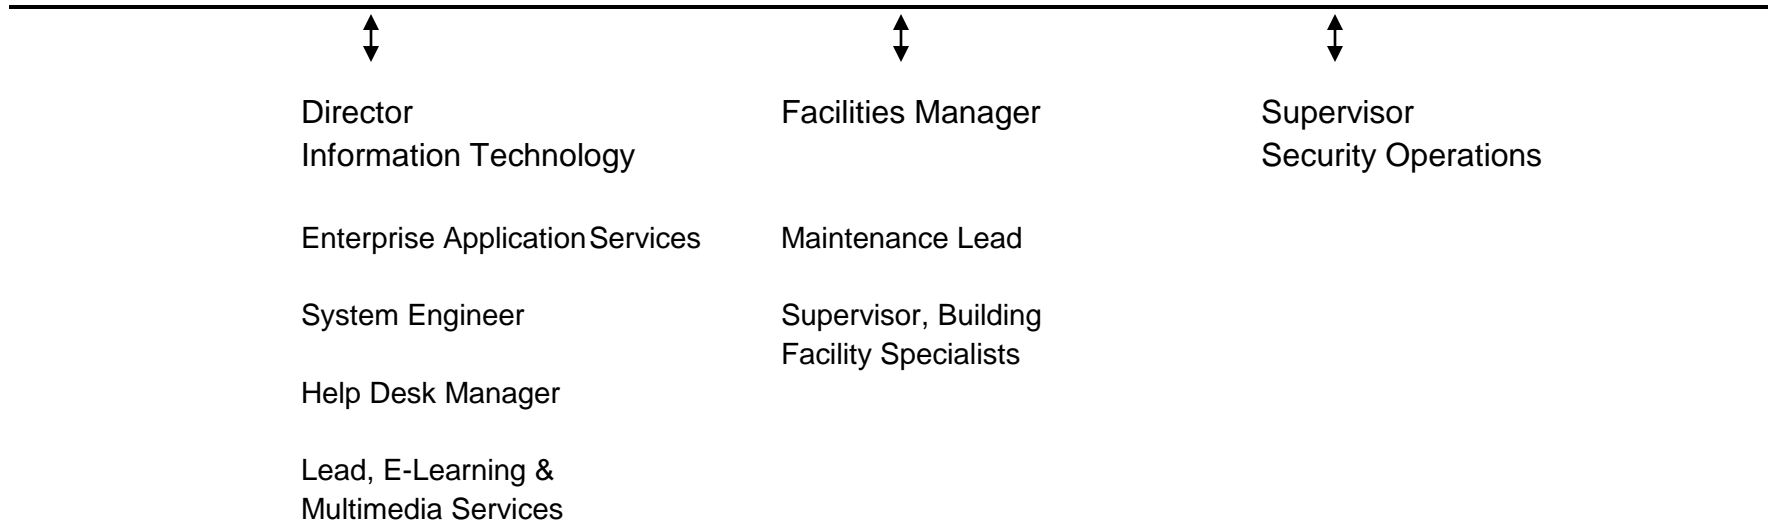 Director
Information Technology
Enterprise Application Services
System Engineer
Help Desk Manager
Lead, E-Learning &
Multimedia Services
Facilities Manager
Maintenance Lead
Supervisor, Building
Facility Specialists
Supervisor
Security Operations